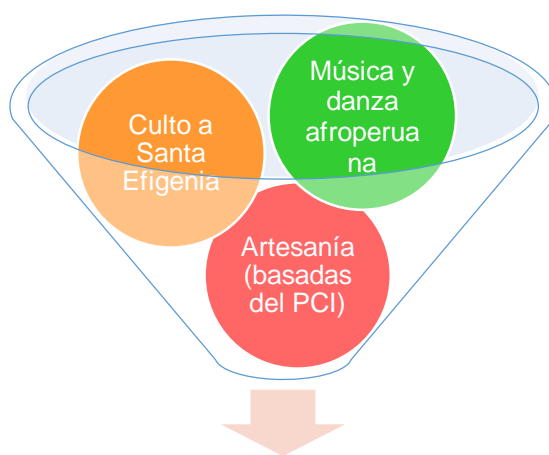 Música y
danza
afroperua
na
Culto a
Santa
Efigenia
Artesanía
(basadas
del PCI)